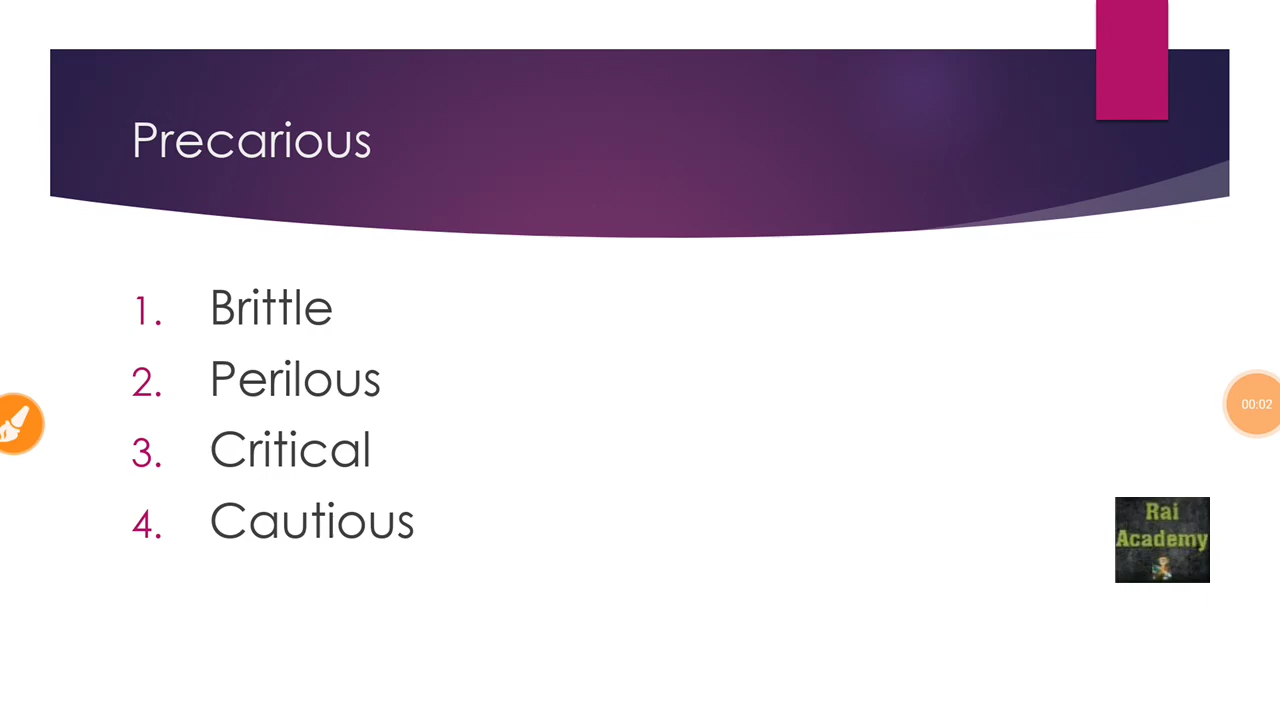 Precarious
1. Brittle
2. Perilous
3. Critical
4. Cautious
00:02
Rai
Academy